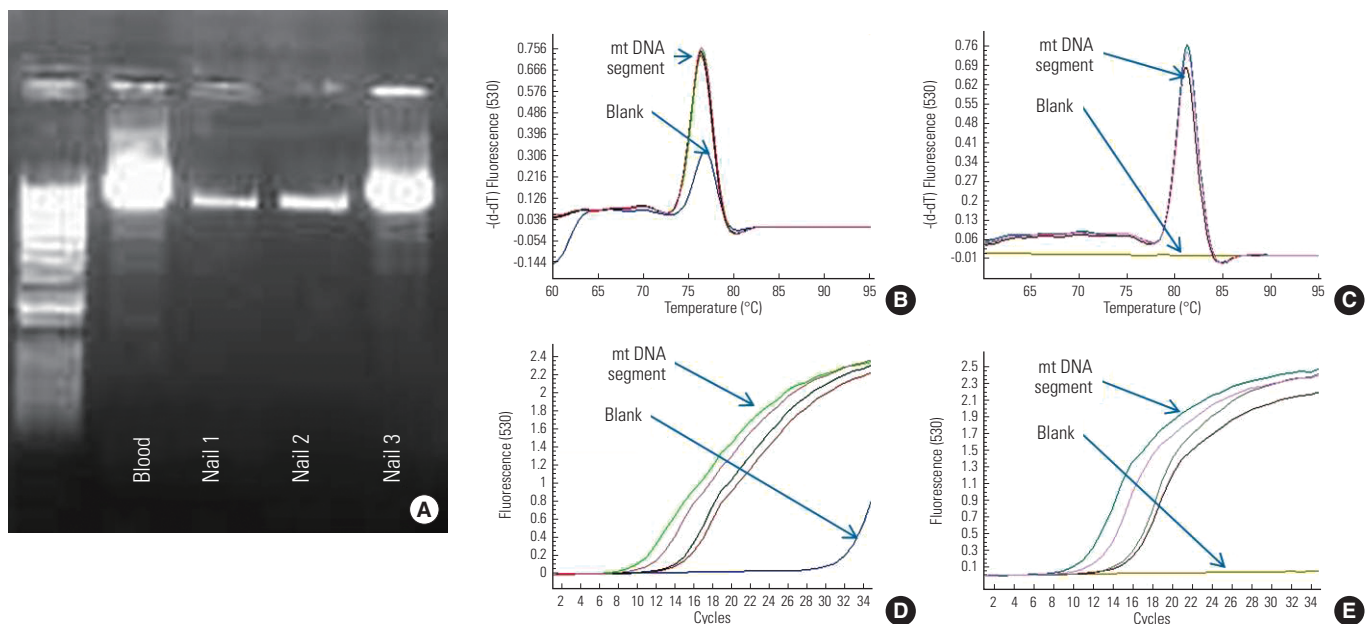 Blood
Nail 1
Nail 2
Nail 3
A
-(d-dT) Fluorescence (530)
0.756
0.666
0.576
0.486
0.396
0.306
0.216
0.126
0.036
-0.054
-0.144
mt DNA
segment
Blank
60 65 70 75 80 85 90 95
Temperature (°C)
B
-(d-dT) Fluorescence (530)
0.76
0.69
0.62
0.55
0.48
0.41
0.34
0.27
0.2
0.13
0.06
-0.01
mt DNA
segment
Blank
65 70 75 80 85 90 95
Temperature (°C)
C
Fluorescence (530)
2.4
2.2
2
1.8
1.6
1.4
1.2
1
0.8
0.6
0.4
0.2
0
mt DNA
segment
Blank
2 4 6 8 10 12 14 16 18 20 22 24 26 28 30 32 34
Cycles
D
Fluorescence (530)
2.5
2.3
2.1
1.9
1.7
1.5
1.3
1.1
0.9
0.7
0.5
0.3
0.1
mt DNA
segment
Blank
2 4 6 8 10 12 14 16 18 20 22 24 26 28 30 32 34
Cycles
E